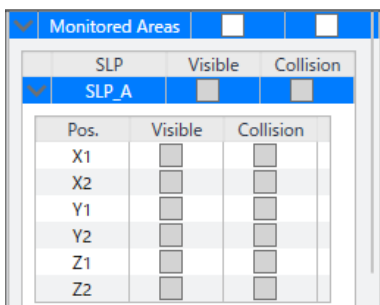 Monitored Areas
SLP Visible Collision
SLP_A
Pos. Visible Collision
X1
X2
Y1
Y2
Z1
Z2